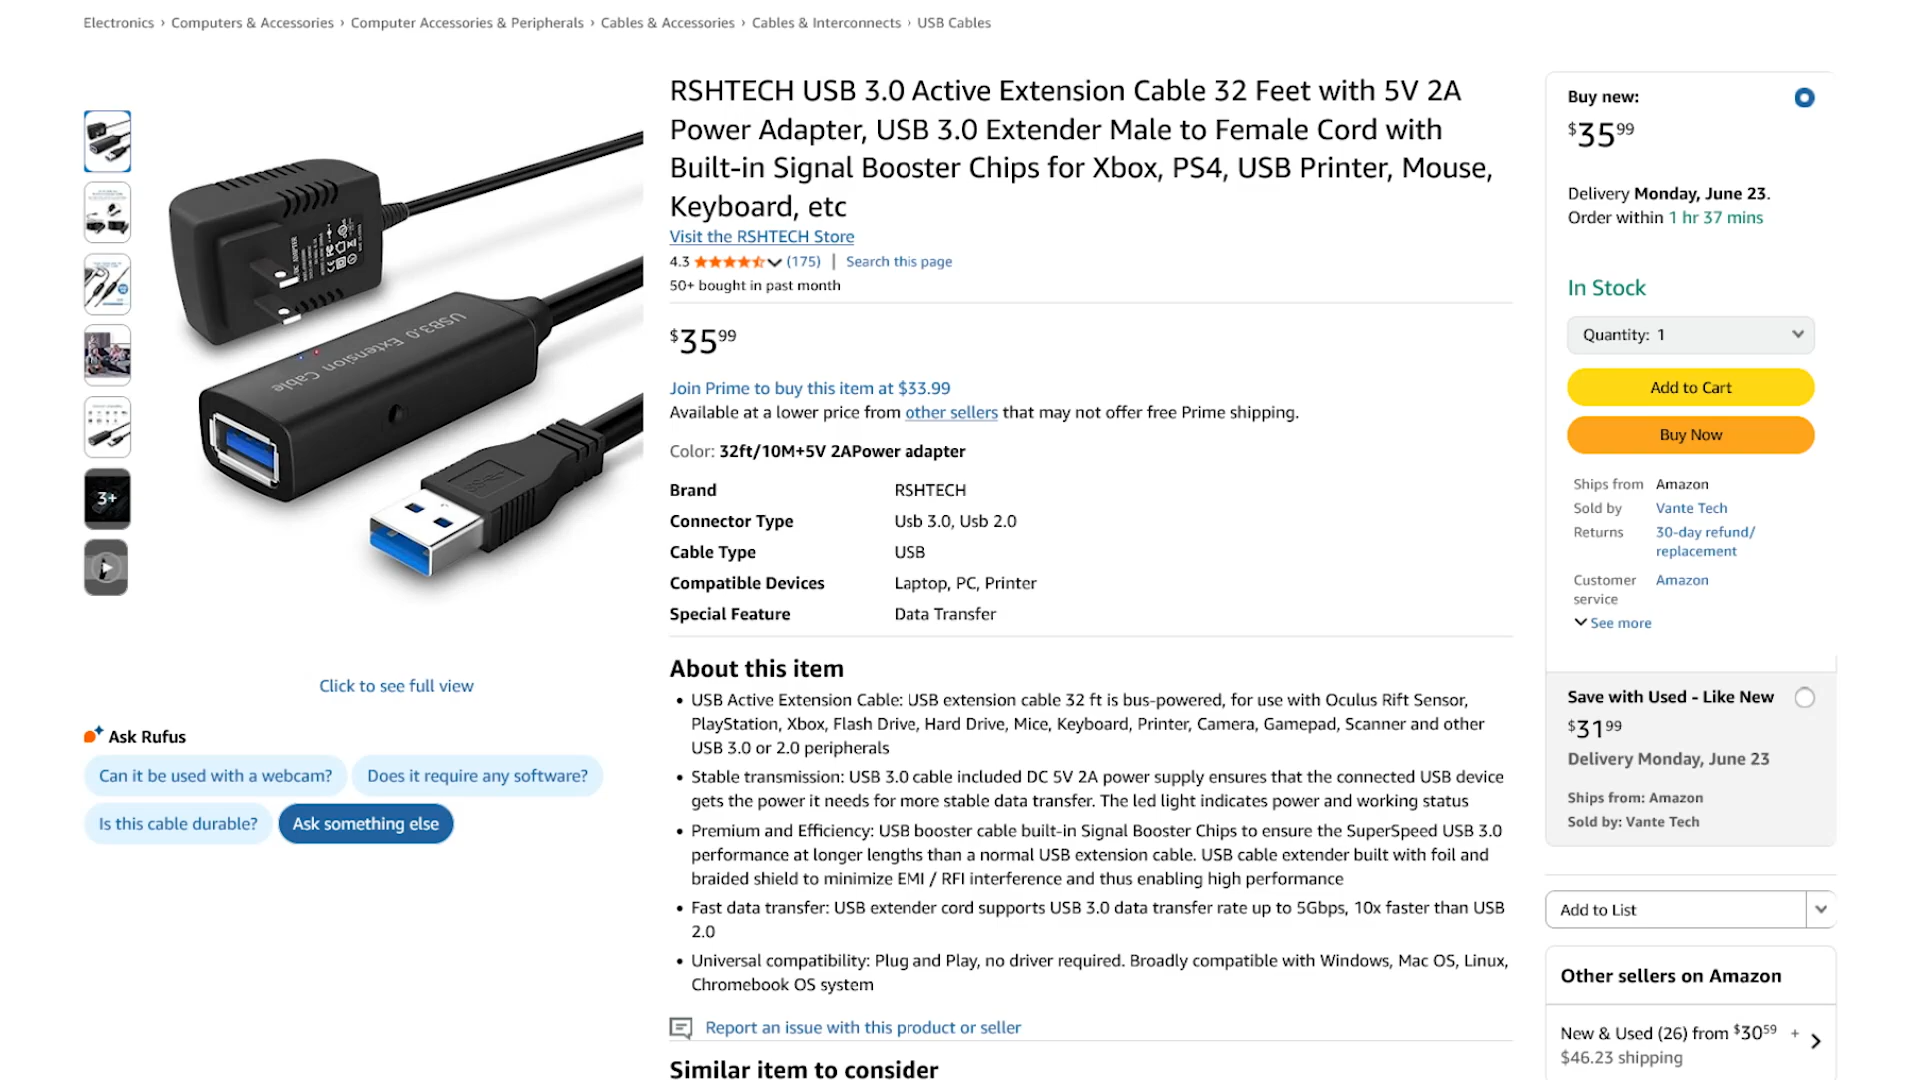 Electronics › Computers & Accessories › Computer Accessories & Peripherals › Cables & Accessories › Cables & Interconnects › USB Cables
USB3.0 Extension Cable
3+
Click to see full view
Ask Rufus
Can it be used with a webcam?
Does it require any software?
Is this cable durable?
Ask something else
RSHTECH USB 3.0 Active Extension Cable 32 Feet with 5V 2A
Power Adapter, USB 3.0 Extender Male to Female Cord with
Built-in Signal Booster Chips for Xbox, PS4, USB Printer, Mouse,
Keyboard, etc
Visit the RSHTECH Store
4.3 (175) | Search this page
50+ bought in past month
$35 99
Join Prime to buy this item at $33.99
Available at a lower price from other sellers that may not offer free Prime shipping.
Color: 32ft/10M+5V 2APower adapter
Brand RSHTECH
Connector Type Usb 3.0, Usb 2.0
Cable Type USB
Compatible Devices Laptop, PC, Printer
Special Feature Data Transfer
About this item
• USB Active Extension Cable: USB extension cable 32 ft is bus-powered, for use with Oculus Rift Sensor,
PlayStation, Xbox, Flash Drive, Hard Drive, Mice, Keyboard, Printer, Camera, Gamepad, Scanner and other
USB 3.0 or 2.0 peripherals
• Stable transmission: USB 3.0 cable included DC 5V 2A power supply ensures that the connected USB device
gets the power it needs for more stable data transfer. The led light indicates power and working status
• Premium and Efficiency: USB booster cable built-in Signal Booster Chips to ensure the SuperSpeed USB 3.0
performance at longer lengths than a normal USB extension cable. USB cable extender built with foil and
braided shield to minimize EMI / RFI interference and thus enabling high performance
• Fast data transfer: USB extender cord supports USB 3.0 data transfer rate up to 5Gbps, 10x faster than USB
2.0
• Universal compatibility: Plug and Play, no driver required. Broadly compatible with Windows, Mac OS, Linux,
Chromebook OS system
Report an issue with this product or seller
Similar item to consider
Buy new:
$35 99
Delivery Monday, June 23.
Order within 1 hr 37 mins
In Stock
Quantity: 1
Add to Cart
Buy Now
Ships from Amazon
Sold by Vante Tech
Returns 30-day refund/
replacement
Customer Amazon
service
See more
Save with Used - Like New
$31 99
Delivery Monday, June 23
Ships from: Amazon
Sold by: Vante Tech
Add to List
Other sellers on Amazon
New & Used (26) from $30 59 +
$46.23 shipping